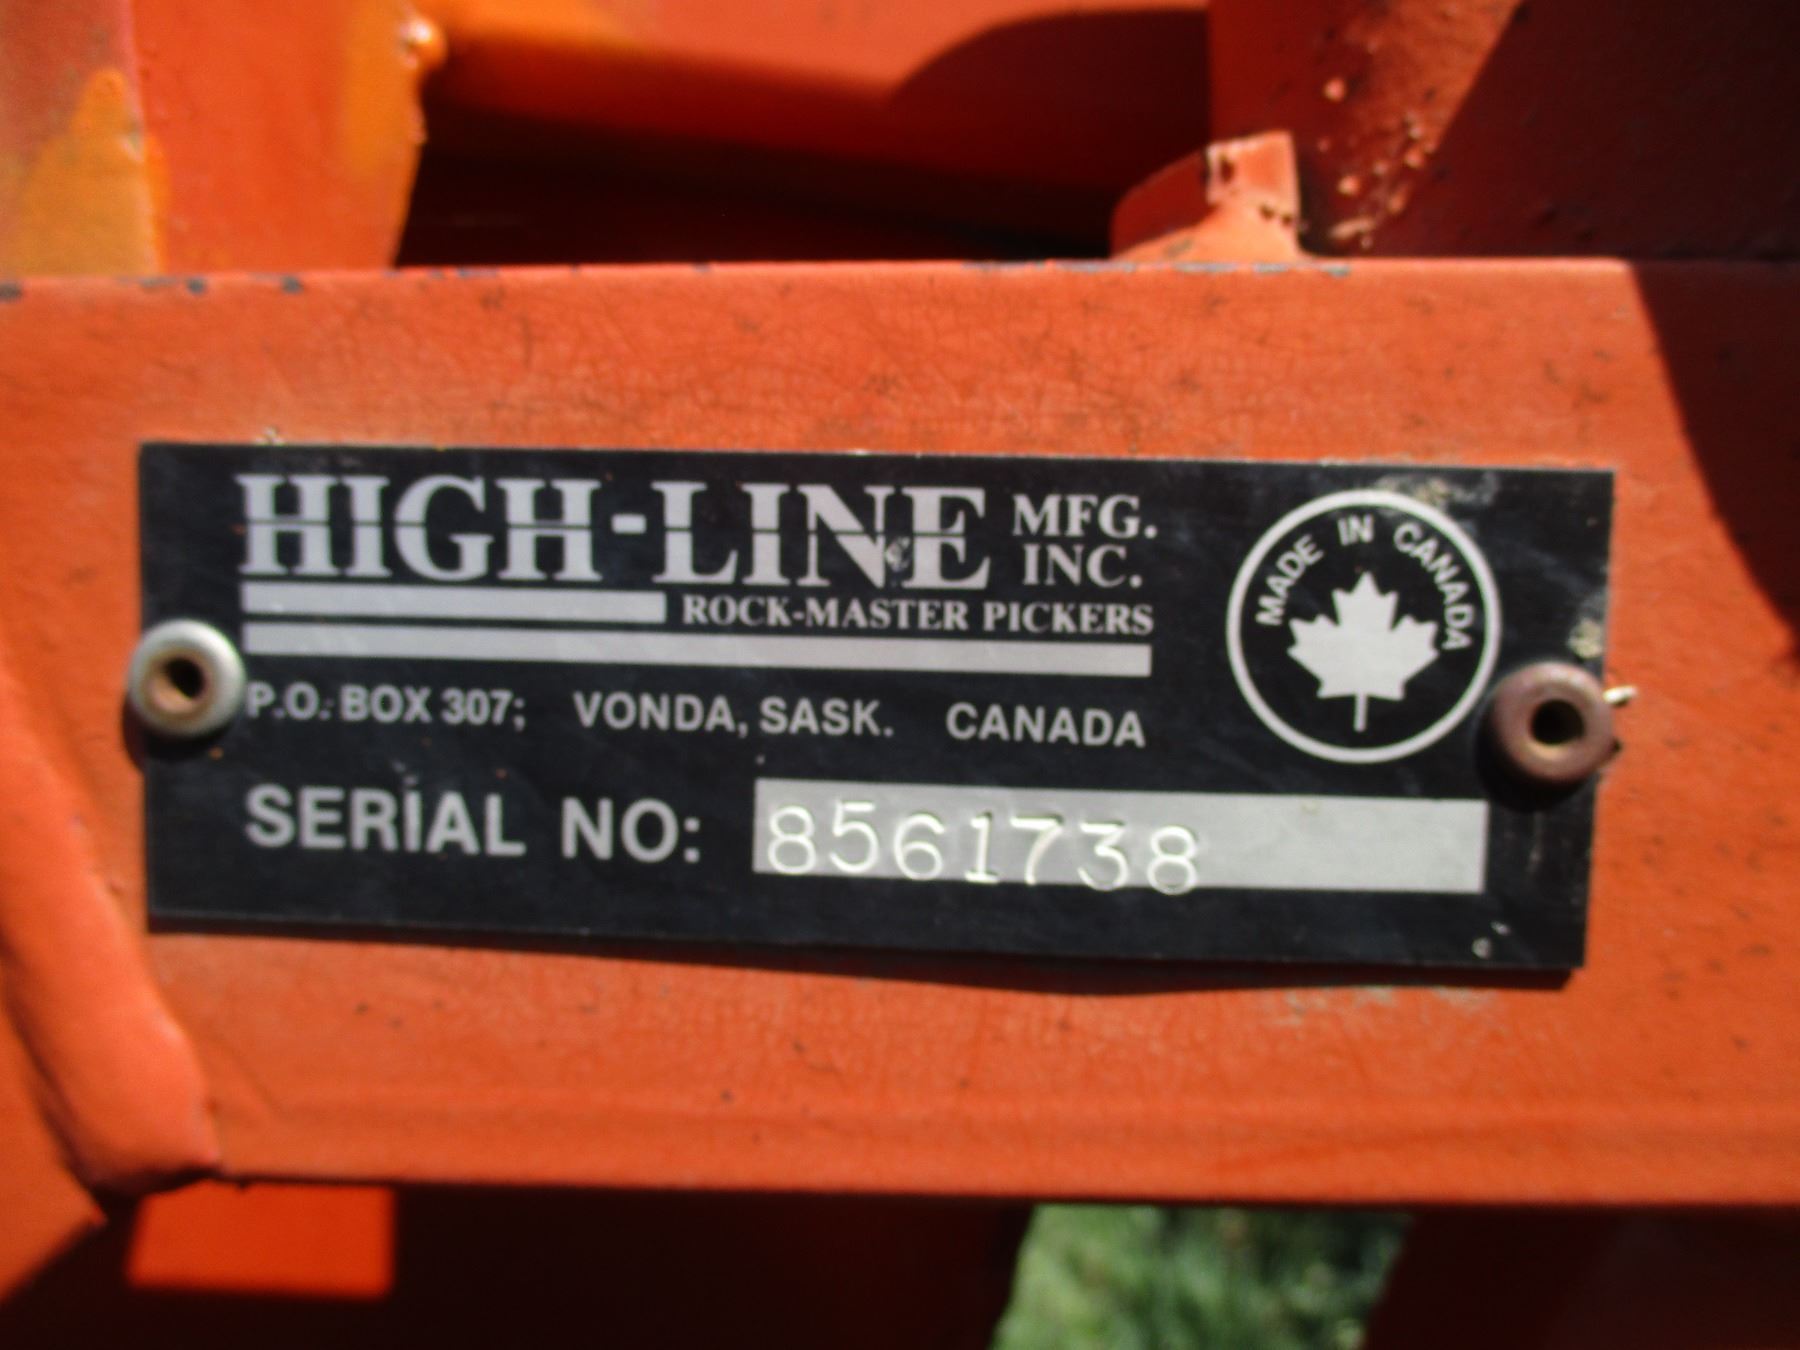 HIGH-LINE MFG. INC.
ROCK-MASTER PICKERS
P.O. BOX 307; VONDA, SASK. CANADA
SERIAL NO: 8561738
MADE IN CANADA